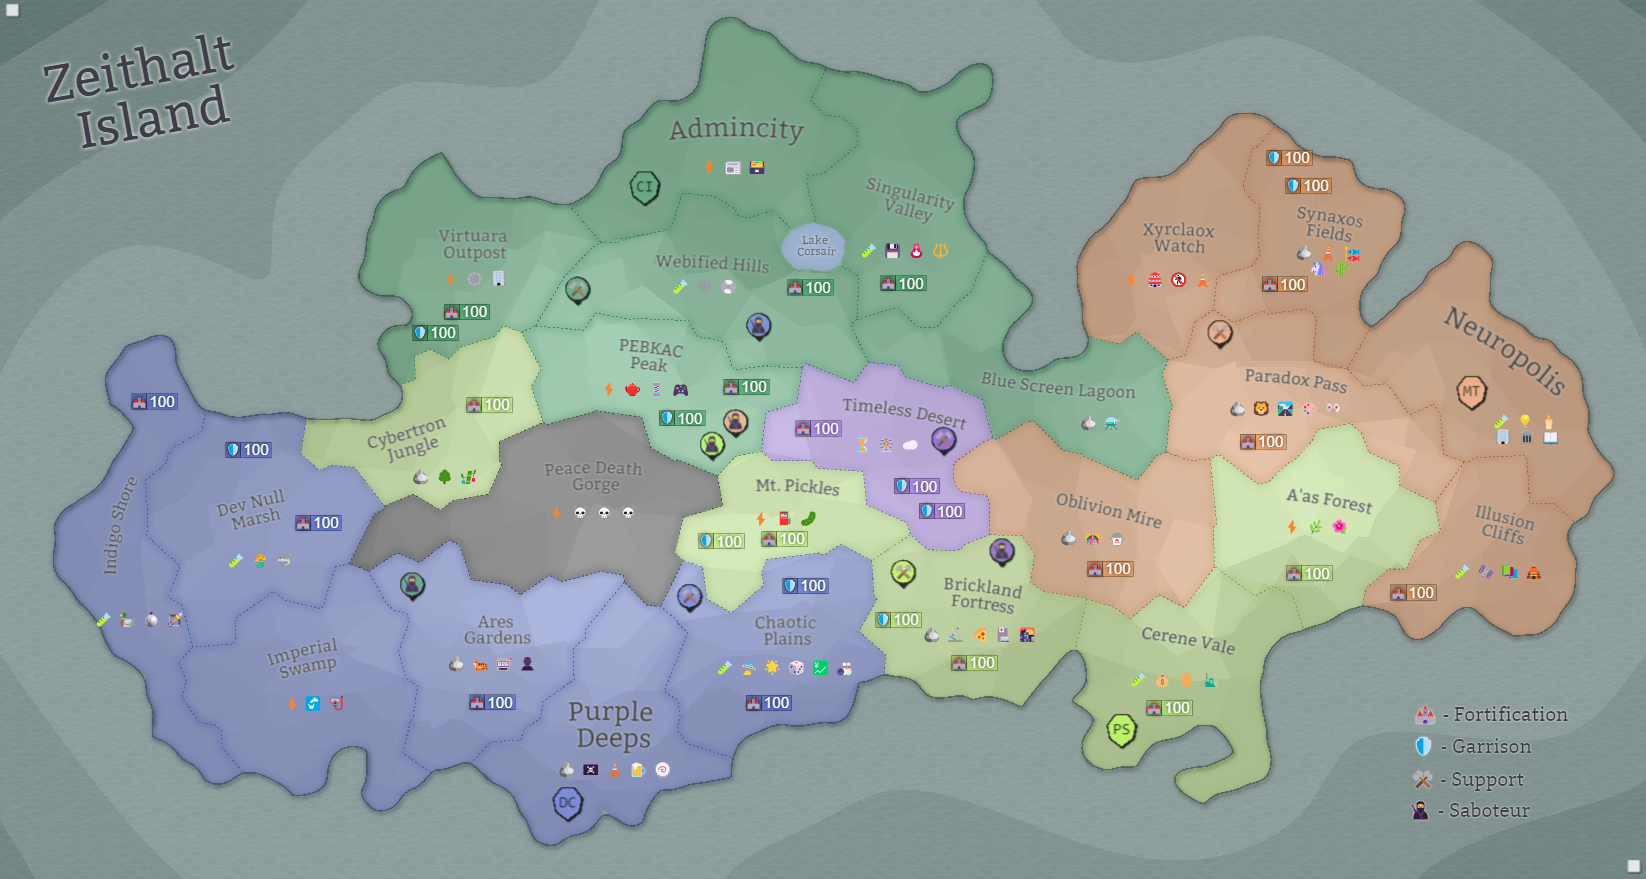 Zeithalt
Island
Admincity
CI
Singularity
Valley
Virtuara
Outpost
Webified Hills
Lake
Corsair
100
100
100
100
PEBKAC
Peak
100
100
Blue Screen Lagoon
Xyrclaox
Watch
100
100
Synaxos
Fields
100
Neuropolis
MT
Paradox Pass
100
100
Indigo Shore
100
Dev Null
Marsh
100
Cybertron
Jungle
100
Peace Death
Gorge
Timeless Desert
100
100
100
Mt. Pickles
100
100
Oblivion Mire
100
A'as Forest
100
Illusion
Cliffs
100
Imperial
Swamp
Ares
Gardens
100
Purple
Deeps
DC
100
Chaotic
Plains
100
Brickland
Fortress
100
100
Cerene Vale
100
PS
- Fortification
- Garrison
- Support
- Saboteur